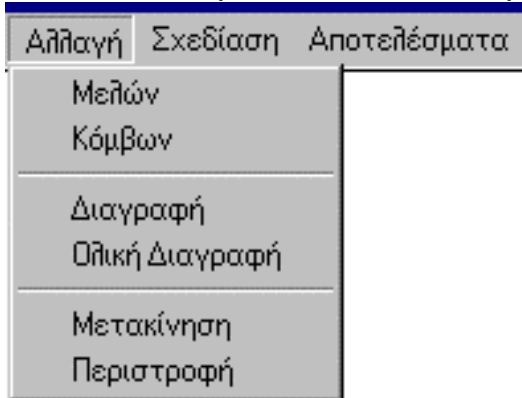 Αλλαγή Σχεδίαση Αποτελέσματα
Μελών
Κόμβων
Διαγραφή
Ολική Διαγραφή
Μετακίνηση
Περιστροφή